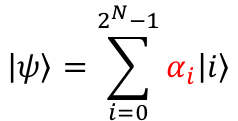 |ψ⟩ = ∑_{i=0}^{2^N−1} α_i|i⟩